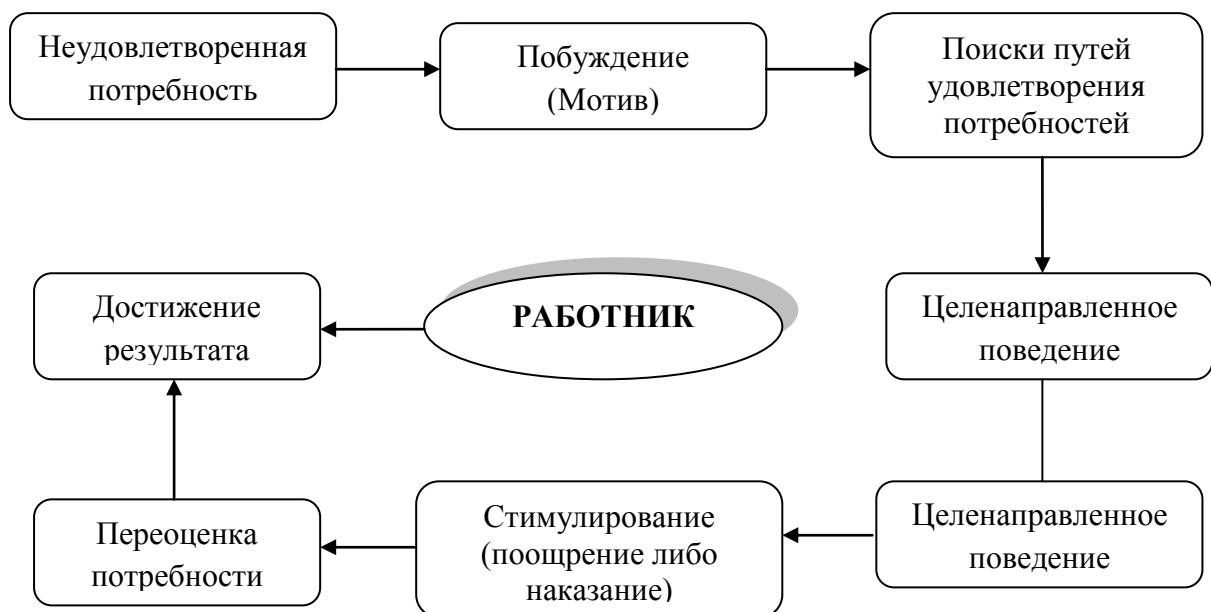 Неудовлетворенная
потребность
Побуждение
(Мотив)
Поиски путей
удовлетворения
потребностей
Достижение
результата
РАБОТНИК
Целенаправленное
поведение
Переоценка
потребности
Стимулирование
(поощрение либо
наказание)
Целенаправленное
поведение